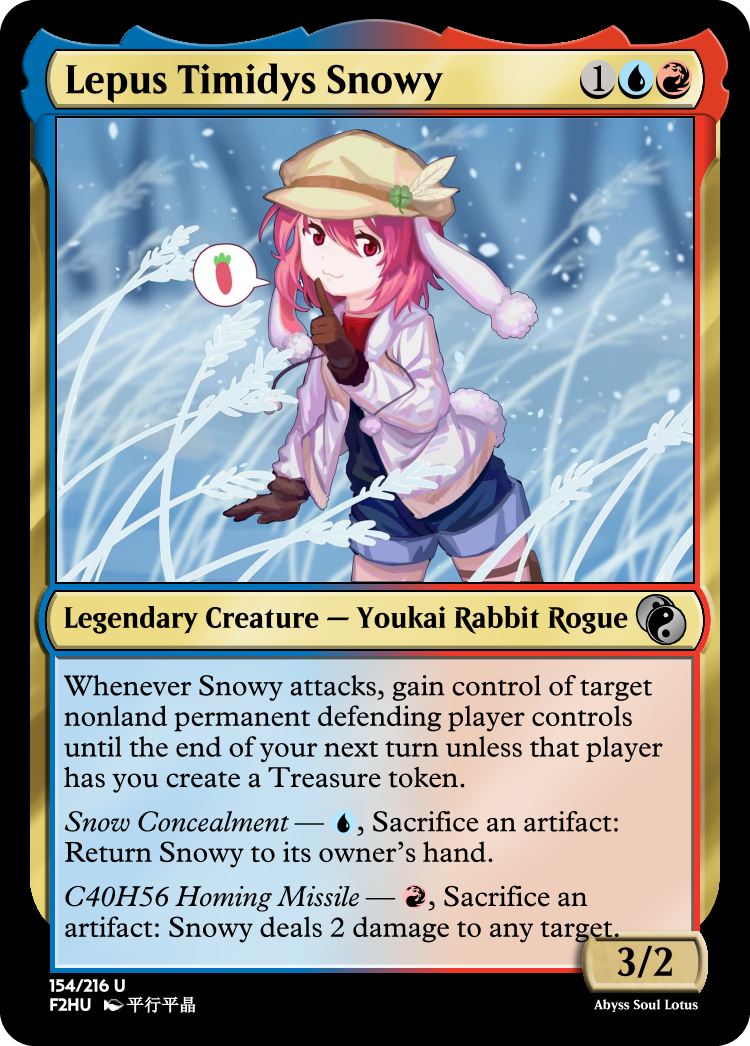 Lepus Timidys Snowy 1
Legendary Creature — Youkai Rabbit Rogue
Whenever Snowy attacks, gain control of target
nonland permanent defending player controls
until the end of your next turn unless that player
has you create a Treasure token.
Snow Concealment — , Sacrifice an artifact:
Return Snowy to its owner's hand.
C40H56 Homing Missile — , Sacrifice an
artifact: Snowy deals 2 damage to any target.
3/2
154/216 U
F2HU 平行平晶
Abyss Soul Lotus